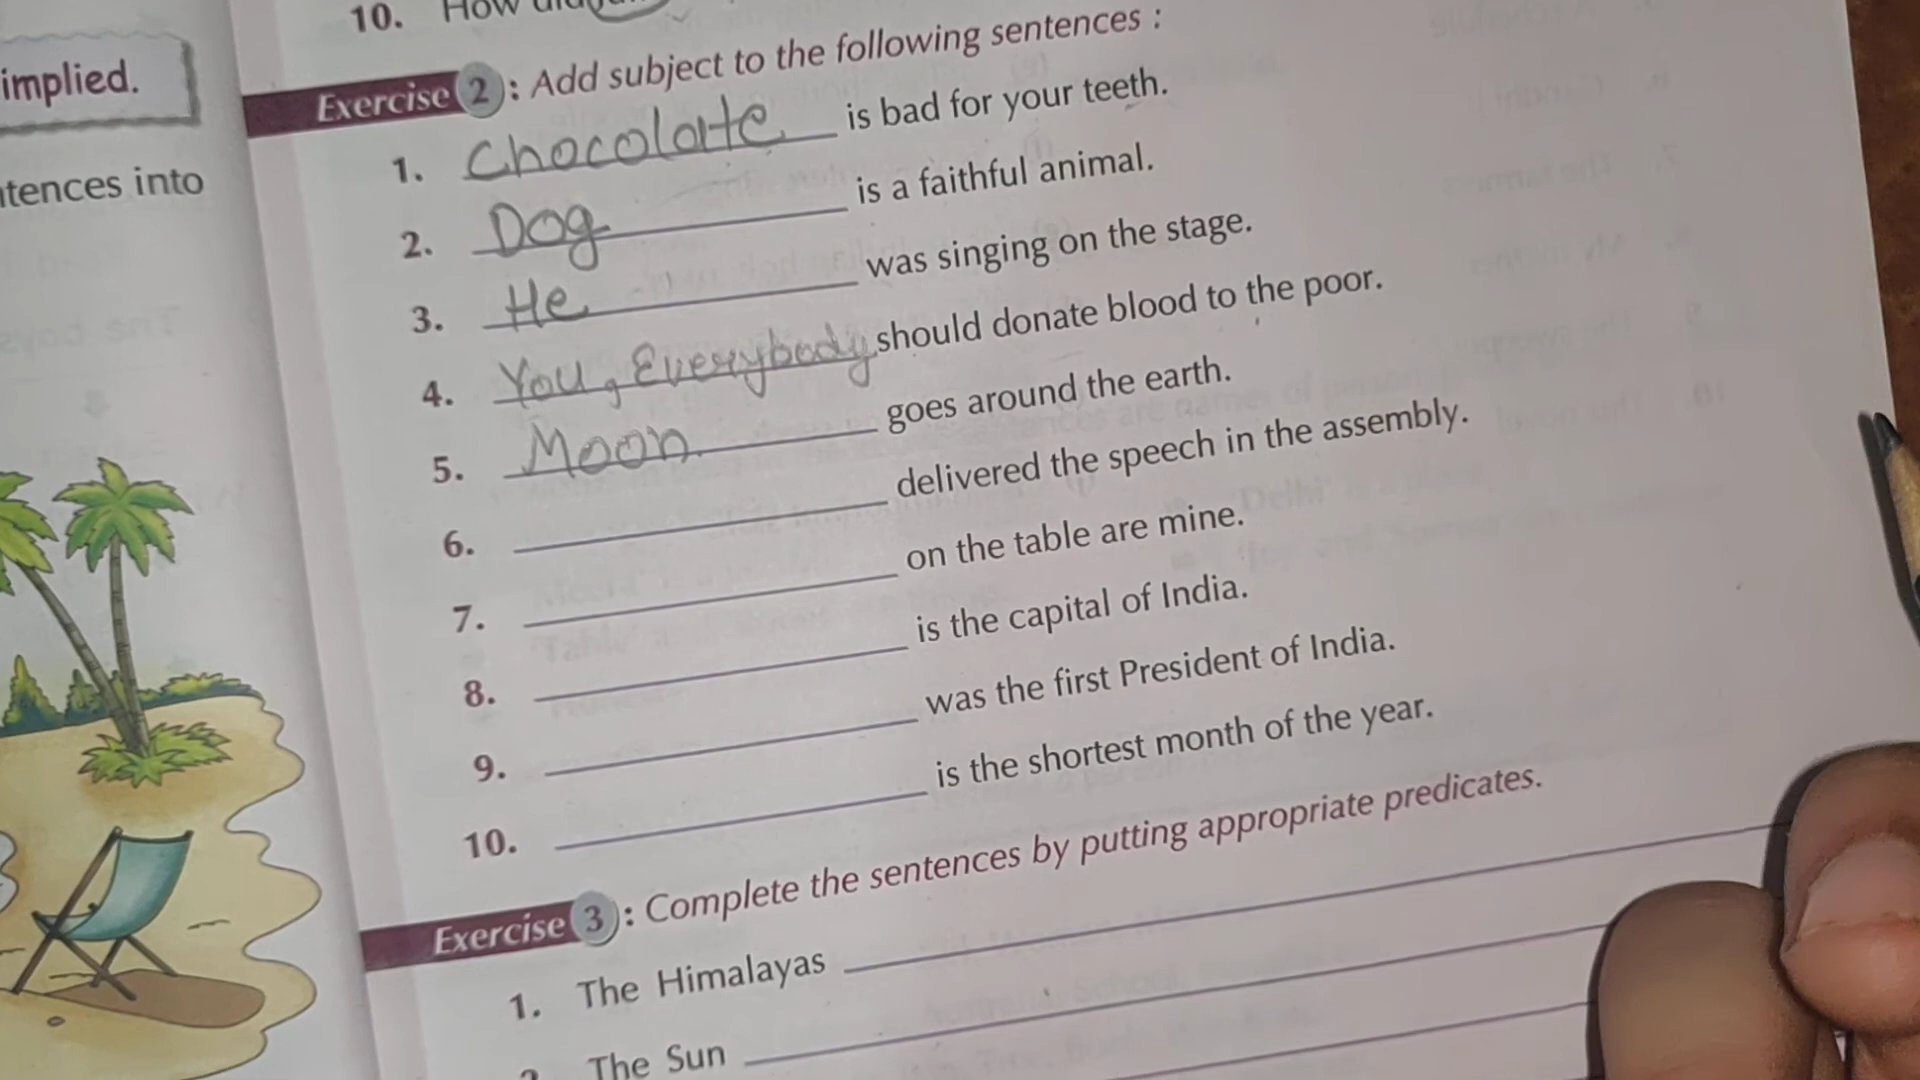 10. How did you
implied.
tences into
Exercise 2 : Add subject to the following sentences :
1. Chocolate is bad for your teeth.
2. Dog is a faithful animal.
3. He was singing on the stage.
4. You, Everybody should donate blood to the poor.
5. Moon goes around the earth.
6. delivered the speech in the assembly.
7. on the table are mine.
8. is the capital of India.
9. was the first President of India.
10. is the shortest month of the year.
Exercise 3 : Complete the sentences by putting appropriate predicates.
1. The Himalayas
The Sun